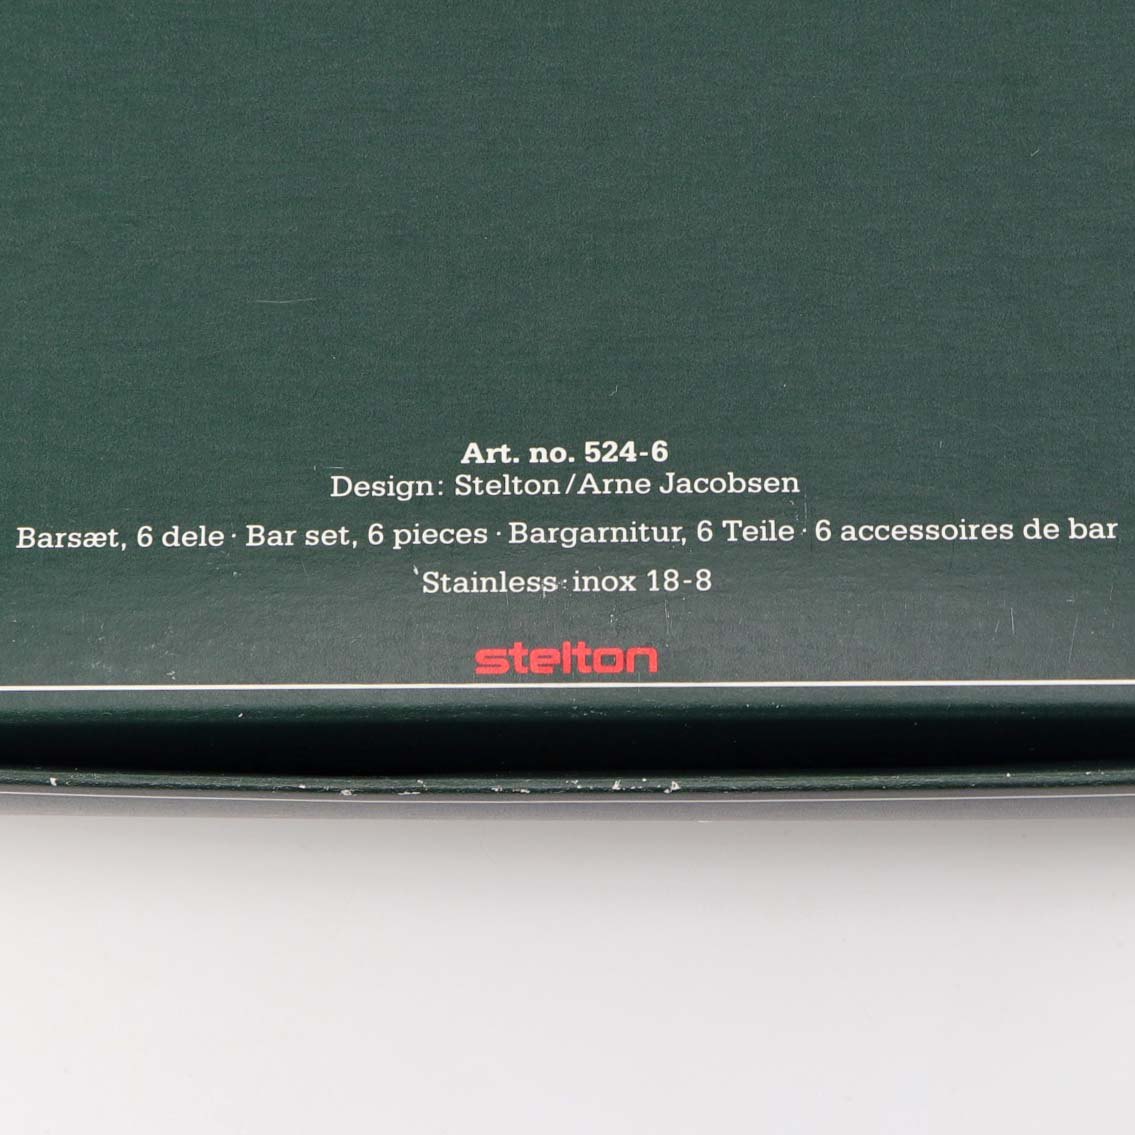 Art. no. 524-6
Design: Stelton/Arne Jacobsen
Barsæt, 6 dele · Bar set, 6 pieces · Bargarnitur, 6 Teile · 6 accessoires de bar
Stainless · inox 18-8
stelton